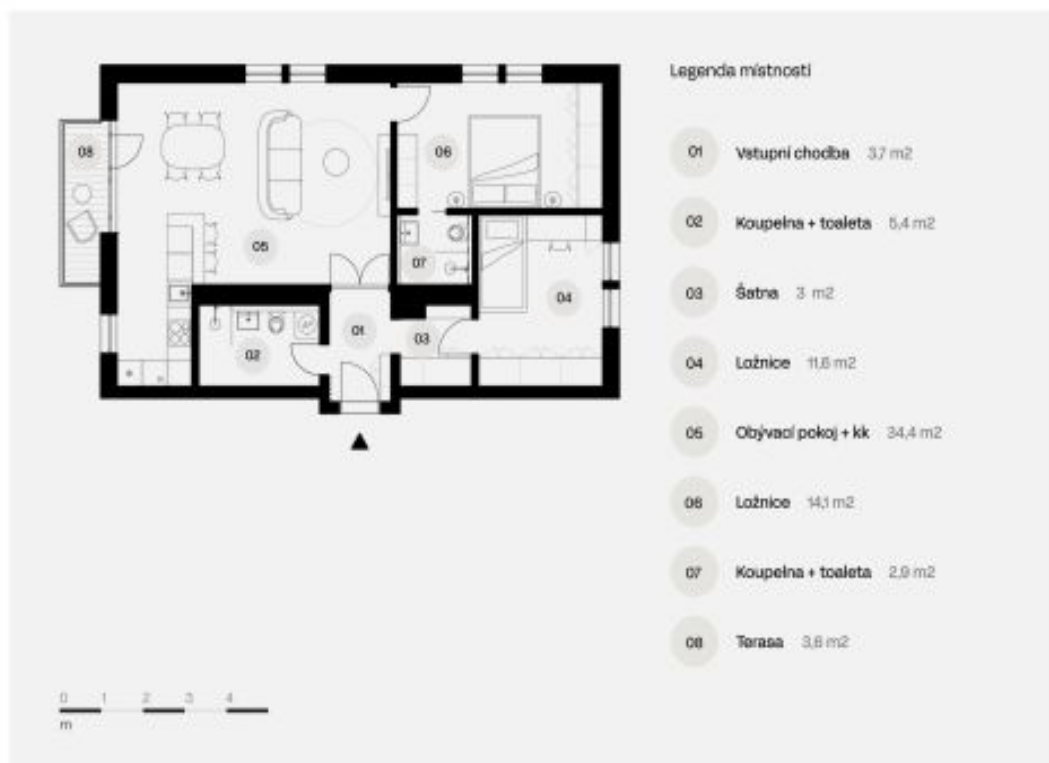 Legenda místností
01 Vstupní chodba 3,7 m2
02 Koupelna + toaleta 5,4 m2
03 Šatna 3 m2
04 Ložnice 11,6 m2
05 Obývací pokoj + kk 34,4 m2
06 Ložnice 14,1 m2
07 Koupelna + toaleta 2,9 m2
08 Terasa 3,6 m2
08
06
05
07
04
01
03
02
0 1 2 3 4
m